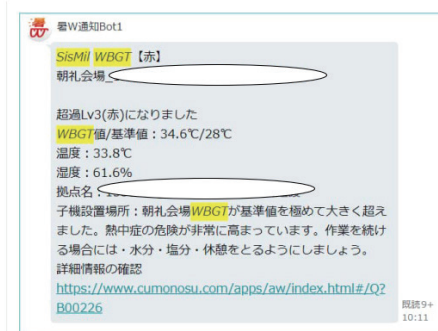 暑W通知Bot1
SisMil WBGT【赤】
朝礼会場_
超過Lv3(赤)になりました
WBGT値/基準値：34.6℃/28℃
温度：33.8℃
湿度：61.6%
拠点名：
子機設置場所：朝礼会場WBGTが基準値を極めて大きく超え
ました。熱中症の危険が非常に高まっています。作業を続け
る場合には・水分・塩分・休憩をとるようにしましょう。
詳細情報の確認
https://www.cumonosu.com/apps/aw/index.html#/Q?
B00226
既読9+
10:11